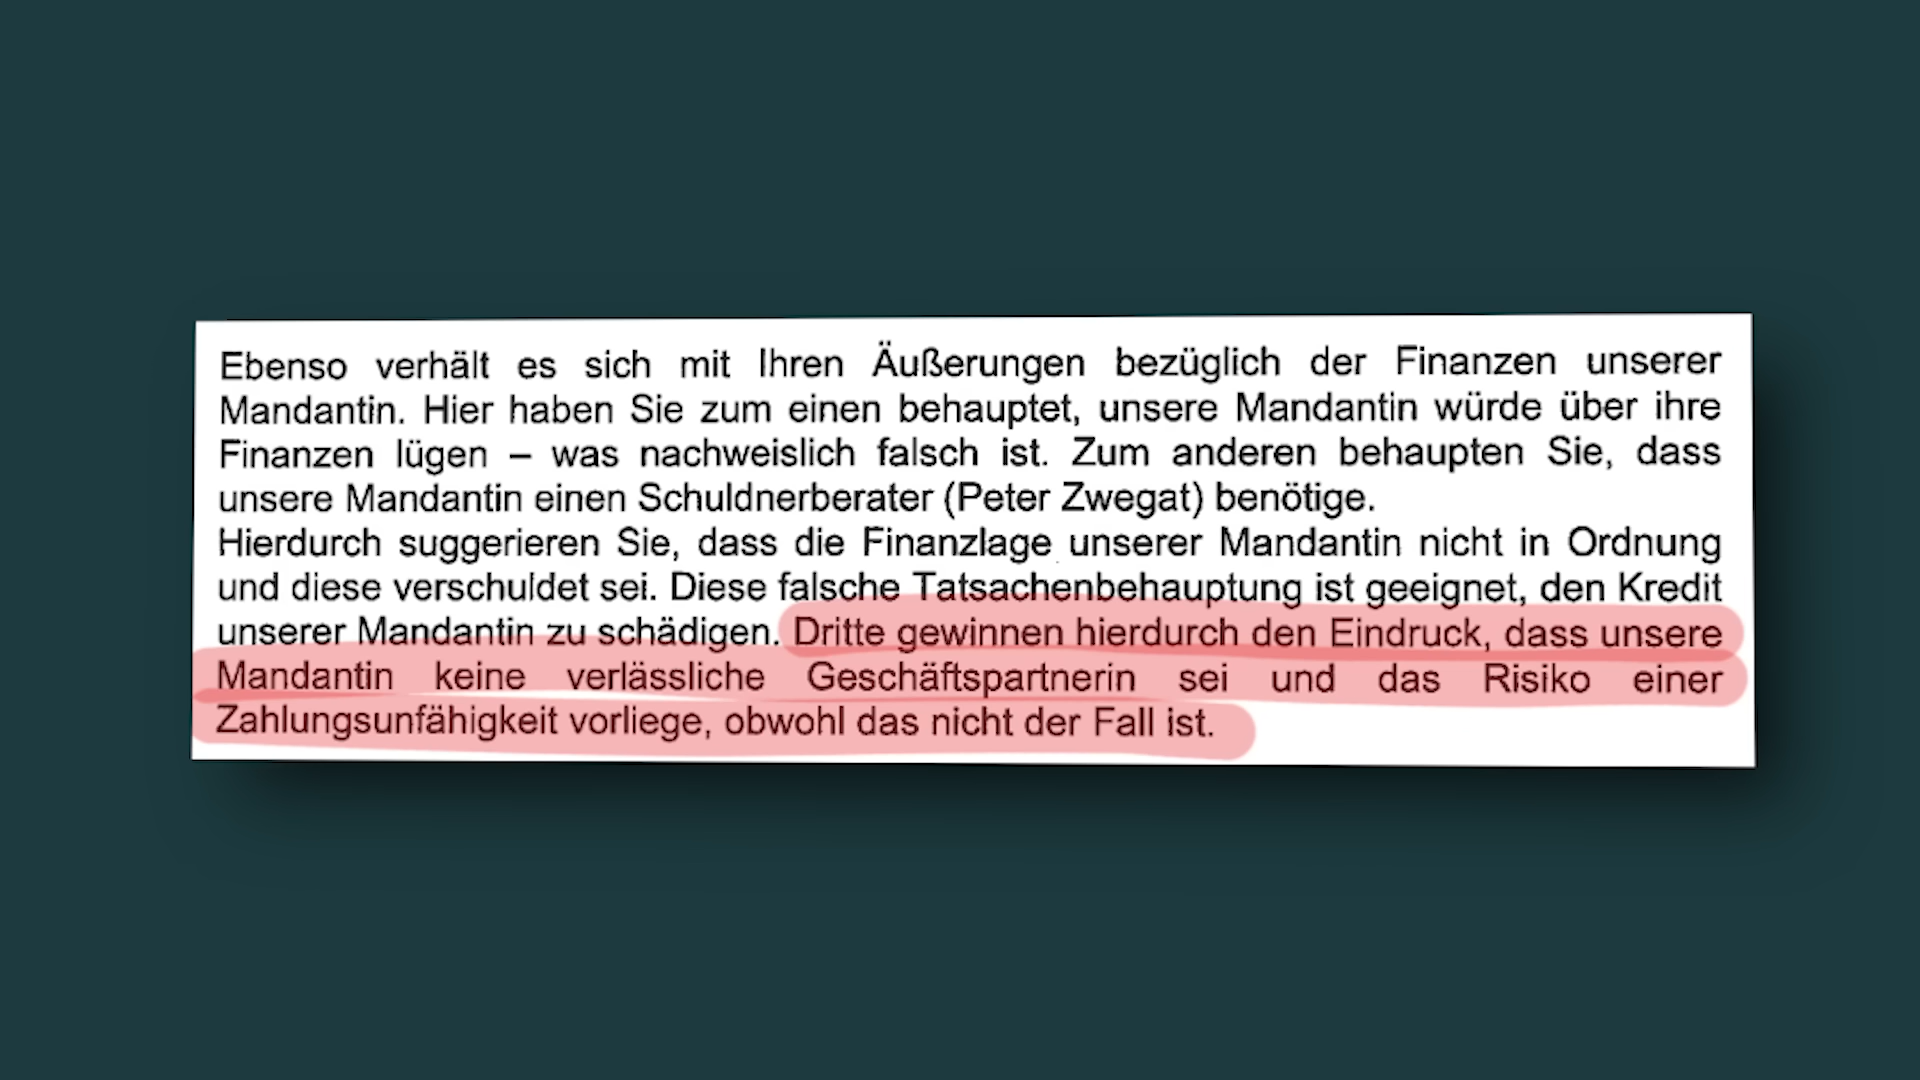 Ebenso verhält es sich mit Ihren Äußerungen bezüglich der Finanzen unserer
Mandantin. Hier haben Sie zum einen behauptet, unsere Mandantin würde über ihre
Finanzen lügen – was nachweislich falsch ist. Zum anderen behaupten Sie, dass
unsere Mandantin einen Schuldnerberater (Peter Zwegat) benötige.
Hierdurch suggerieren Sie, dass die Finanzlage unserer Mandantin nicht in Ordnung
und diese verschuldet sei. Diese falsche Tatsachenbehauptung ist geeignet, den Kredit
unserer Mandantin zu schädigen. Dritte gewinnen hierdurch den Eindruck, dass unsere
Mandantin keine verlässliche Geschäftspartnerin sei und das Risiko einer
Zahlungsunfähigkeit vorliege, obwohl das nicht der Fall ist.